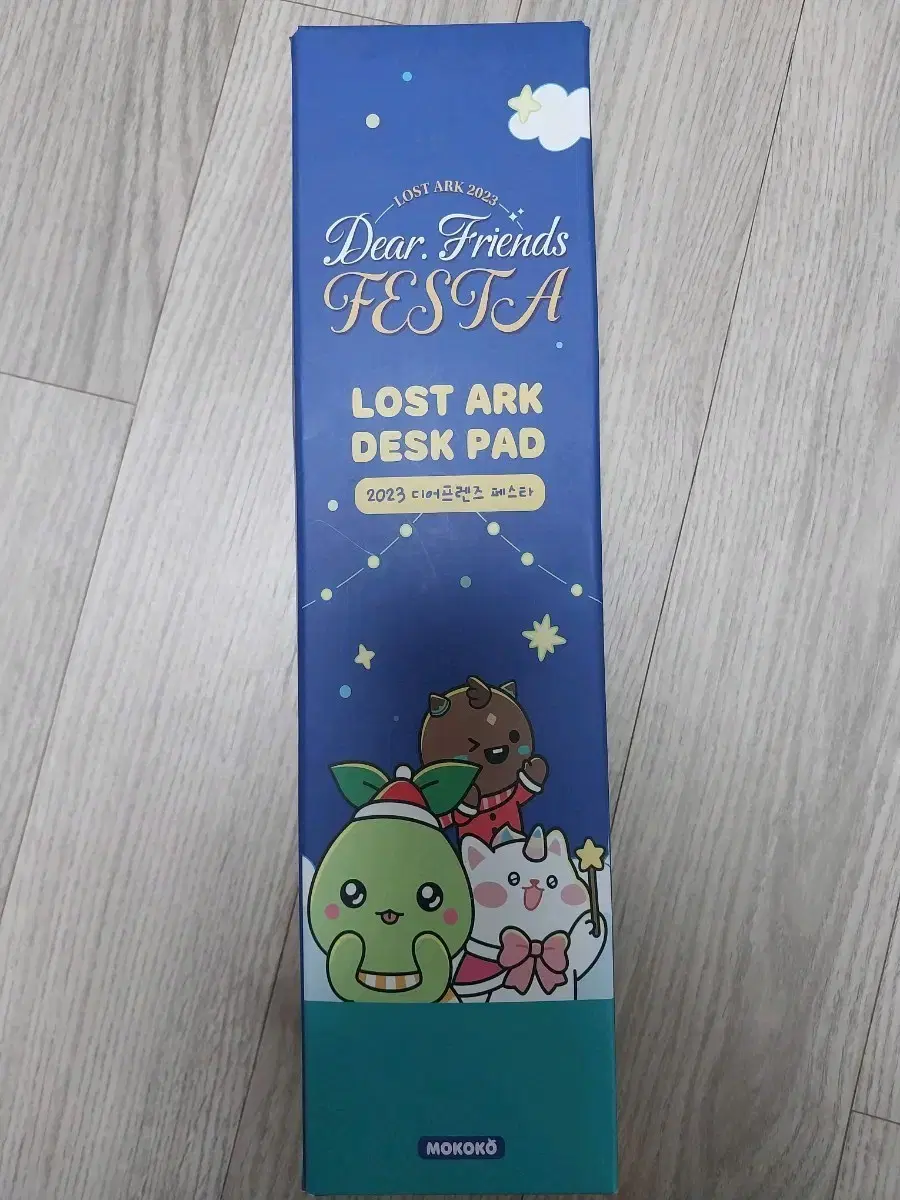 LOST ARK 2023
Dear. Friends
FESTA
LOST ARK
DESK PAD
2023 디어프렌즈 페스타
MOKOKO